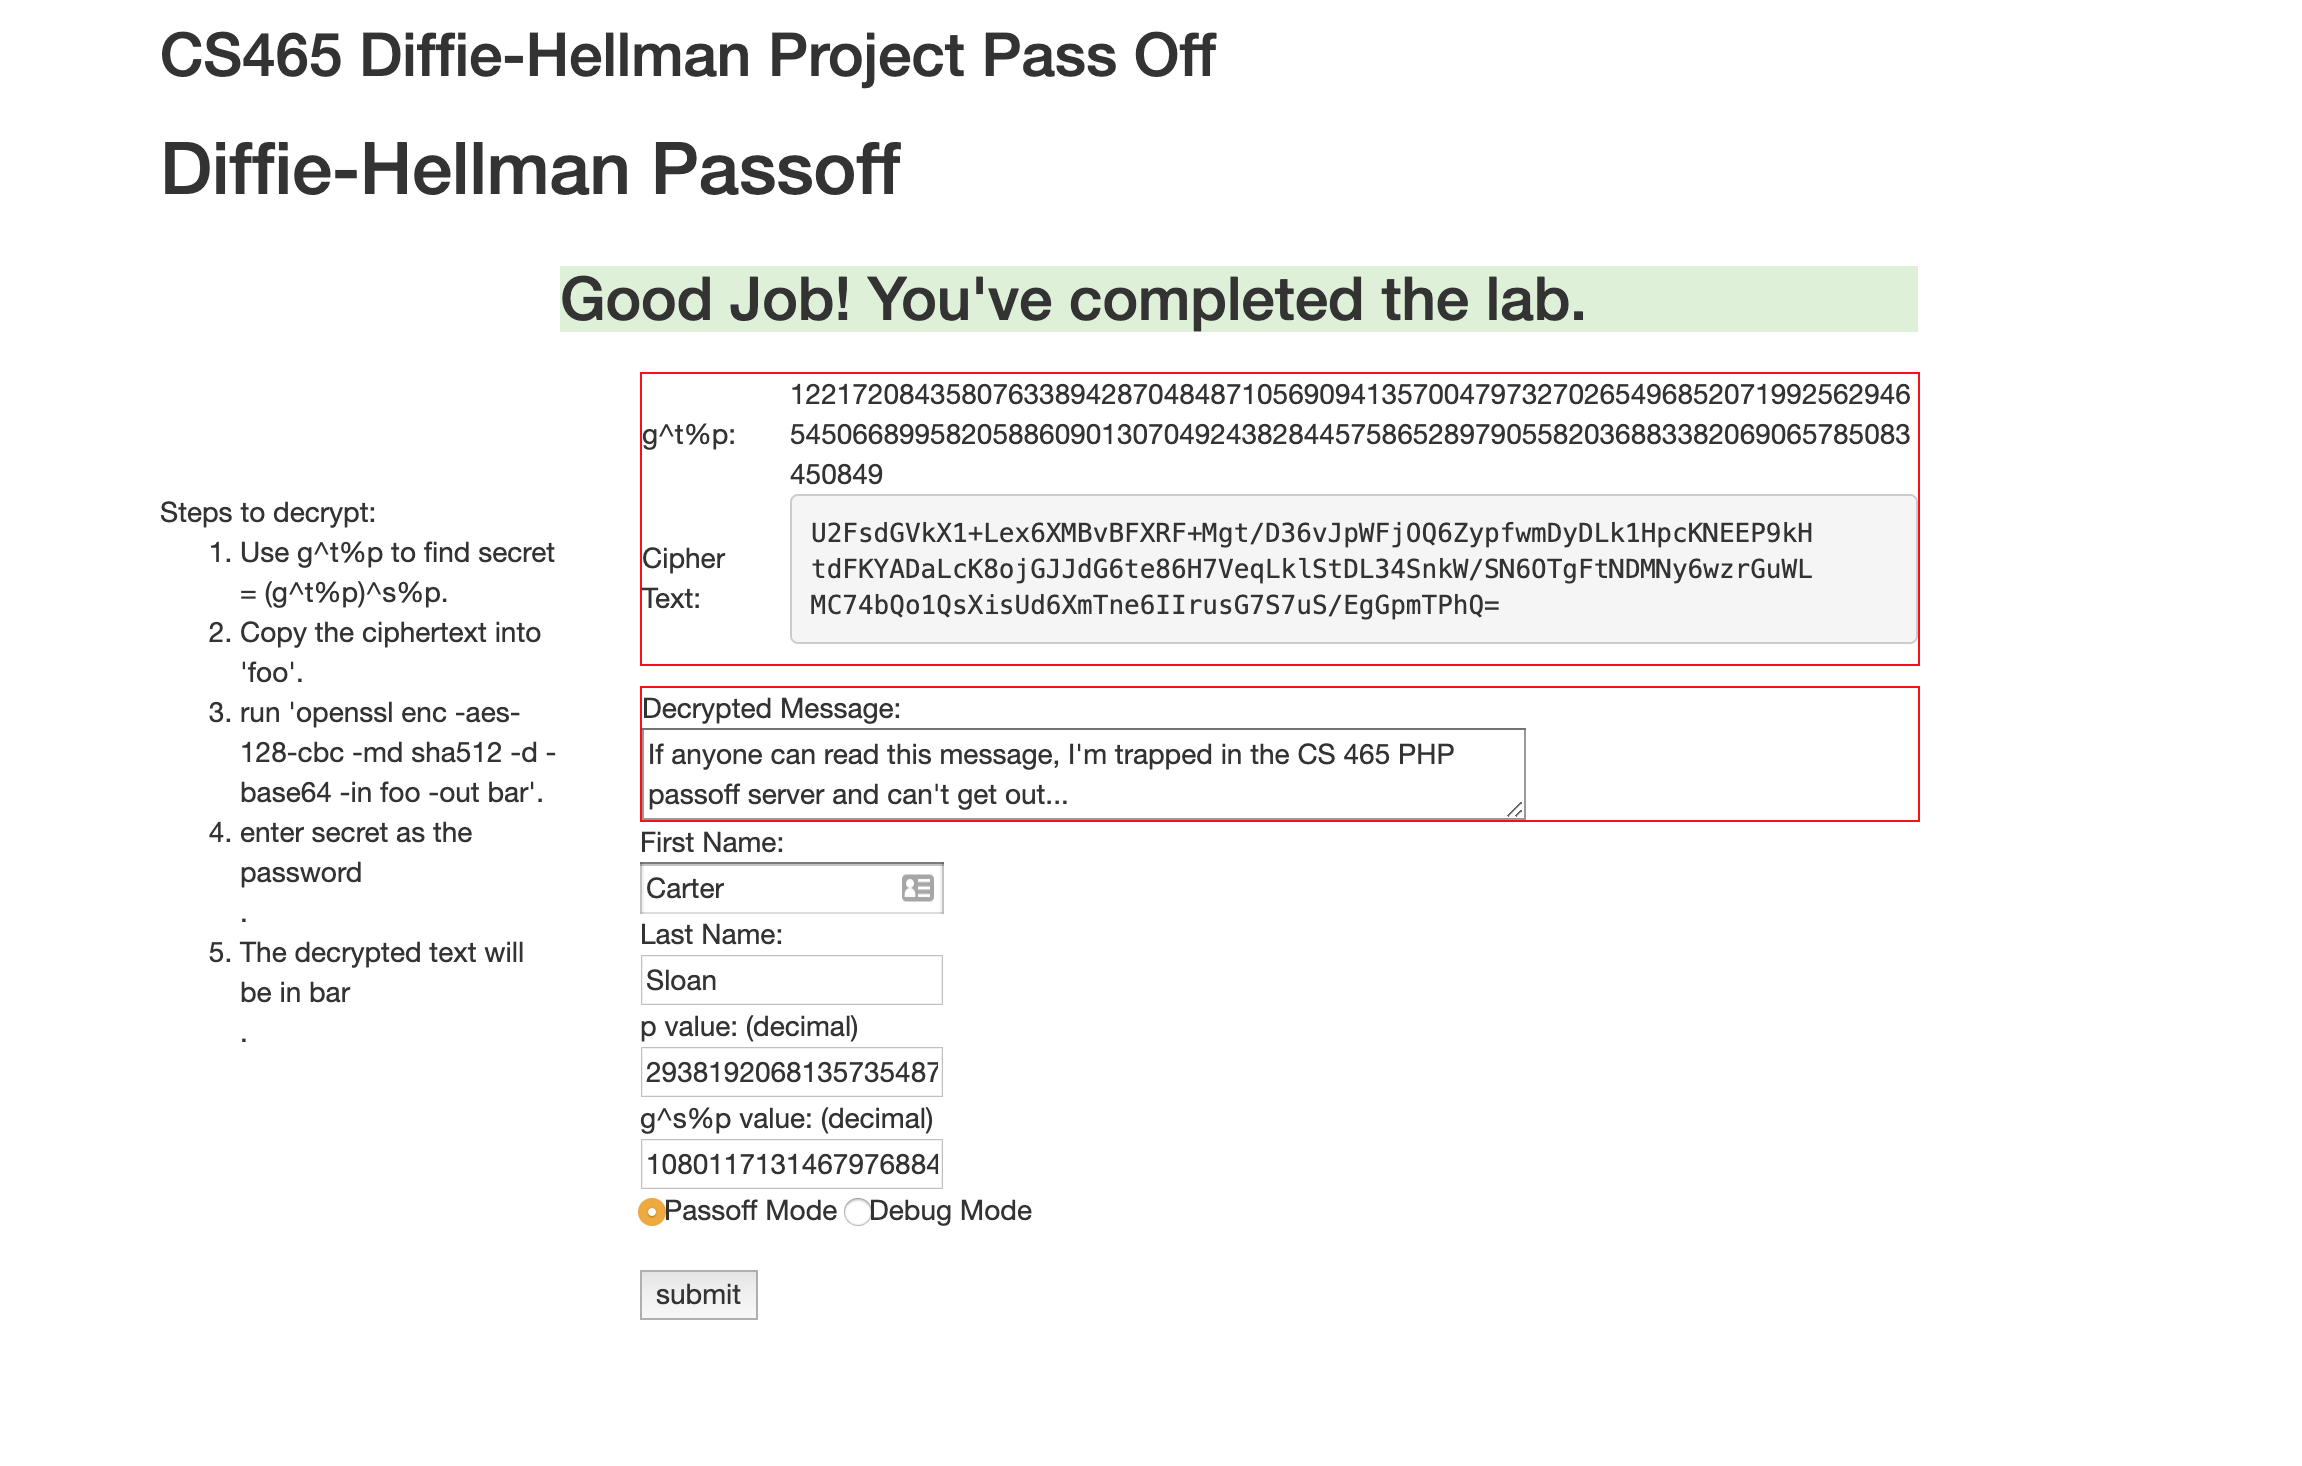 CS465 Diffie-Hellman Project Pass Off
Diffie-Hellman Passoff
Good Job! You've completed the lab.
Steps to decrypt:
1. Use g^t%p to find secret
= (g^t%p)^s%p.
2. Copy the ciphertext into
'foo'.
3. run 'openssl enc -aes-
128-cbc -md sha512 -d -
base64 -in foo -out bar'.
4. enter secret as the
password
.
5. The decrypted text will
be in bar
.
g^t%p:
122172084358076338942870484871056909413570047973270265496852071992562946
545066899582058860901307049243828445758652897905582036883382069065785083
450849
Cipher
Text:
U2FsdGVkX1+Lex6XMBvBFXRF+Mgt/D36vJpWFjOQ6ZypfwmDyDLk1HpcKNEEP9kH
tdFKYADaLcK8ojGJJdG6te86H7VeqLklStDL34SnkW/SN6OTgFtNDMNy6wzrGuWL
MC74bQo1QsXisUd6XmTne6IIrusG7S7uS/EgGpmTPhQ=
Decrypted Message:
If anyone can read this message, I'm trapped in the CS 465 PHP
passoff server and can't get out...
First Name:
Carter
Last Name:
Sloan
p value: (decimal)
2938192068135735487
g^s%p value: (decimal)
1080117131467976884
Passoff Mode Debug Mode
submit